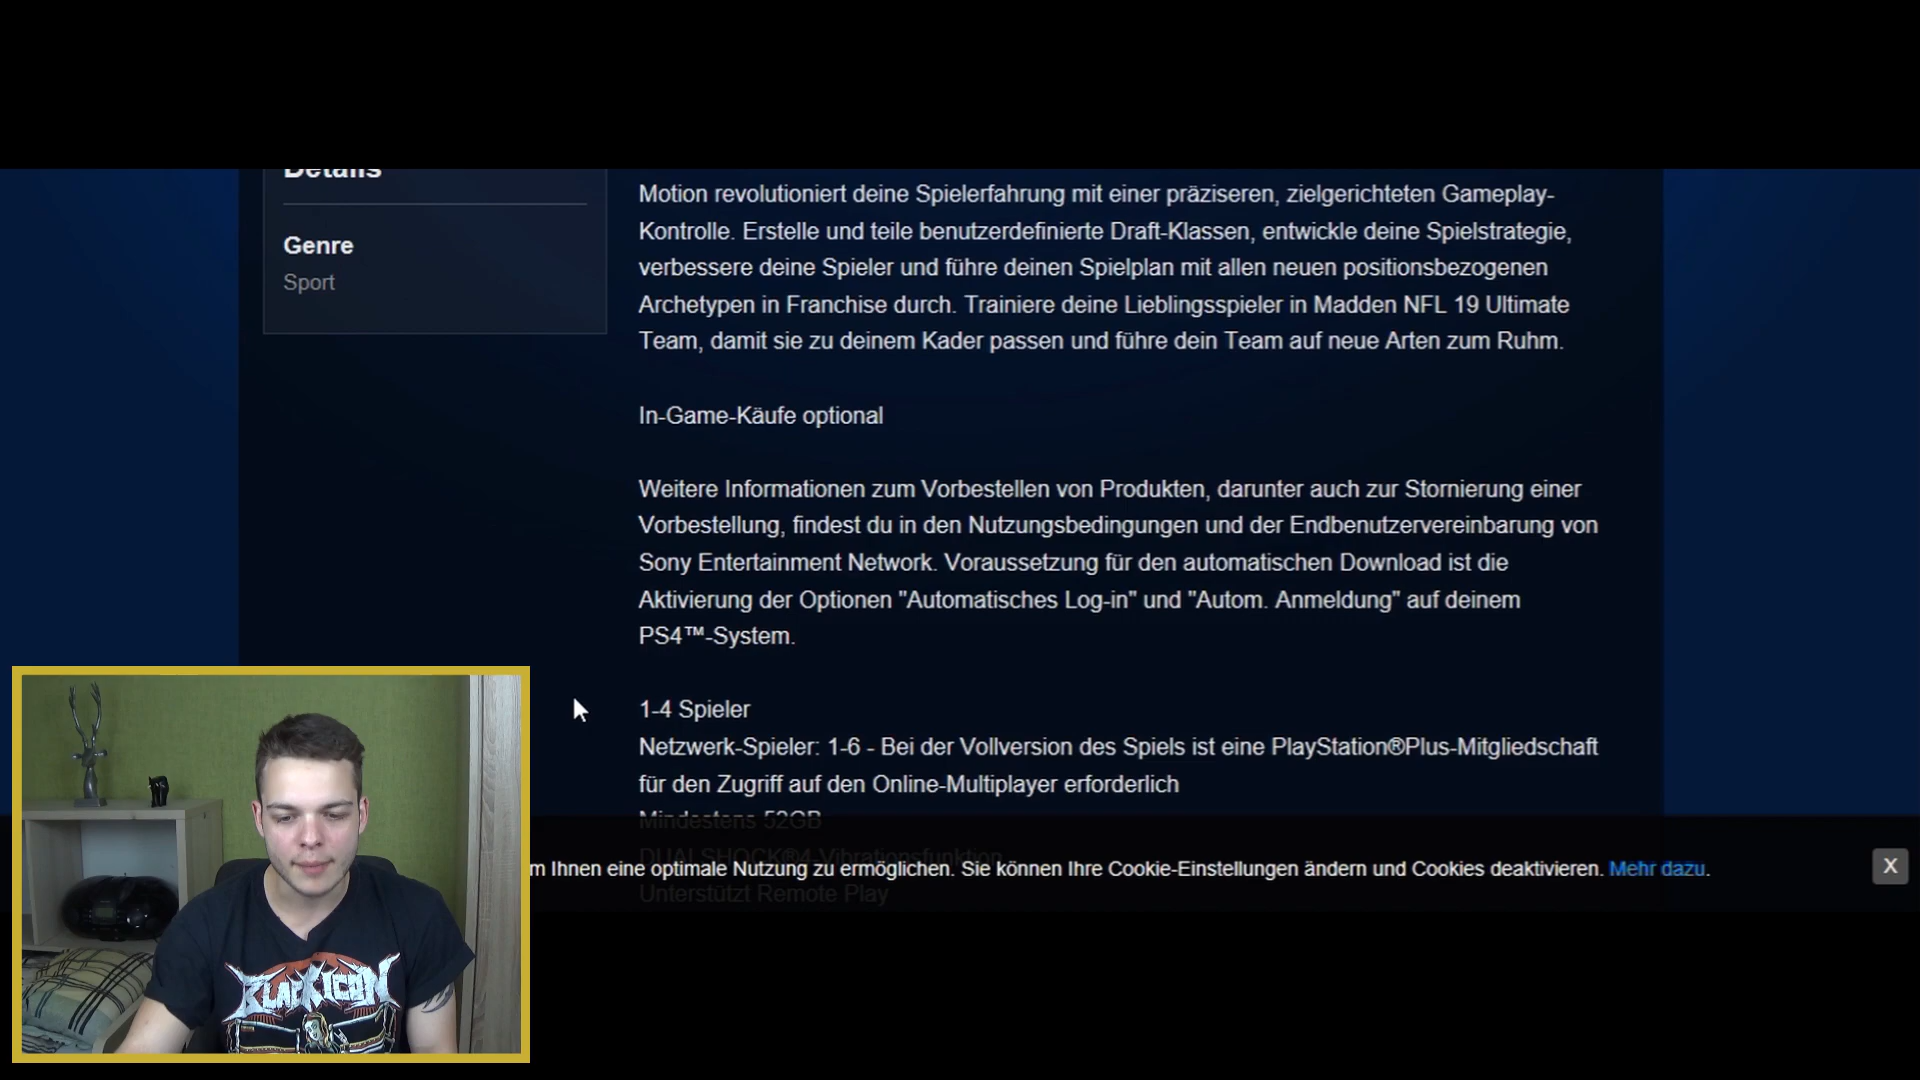 Details
Genre
Sport
Motion revolutioniert deine Spielerfahrung mit einer präziseren, zielgerichteten Gameplay-
Kontrolle. Erstelle und teile benutzerdefinierte Draft-Klassen, entwickle deine Spielstrategie,
verbessere deine Spieler und führe deinen Spielplan mit allen neuen positionsbezogenen
Archetypen in Franchise durch. Trainiere deine Lieblingsspieler in Madden NFL 19 Ultimate
Team, damit sie zu deinem Kader passen und führe dein Team auf neue Arten zum Ruhm.
In-Game-Käufe optional
Weitere Informationen zum Vorbestellen von Produkten, darunter auch zur Stornierung einer
Vorbestellung, findest du in den Nutzungsbedingungen und der Endbenutzervereinbarung von
Sony Entertainment Network. Voraussetzung für den automatischen Download ist die
Aktivierung der Optionen "Automatisches Log-in" und "Autom. Anmeldung" auf deinem
PS4™-System.
1-4 Spieler
Netzwerk-Spieler: 1-6 - Bei der Vollversion des Spiels ist eine PlayStation®Plus-Mitgliedschaft
für den Zugriff auf den Online-Multiplayer erforderlich
Mindestens 52GB
DUALSHOCK®4-Vibrationsfunktion
m Ihnen eine optimale Nutzung zu ermöglichen. Sie können Ihre Cookie-Einstellungen ändern und Cookies deaktivieren. Mehr dazu.
X
Unterstützt Remote Play
BLACKICON